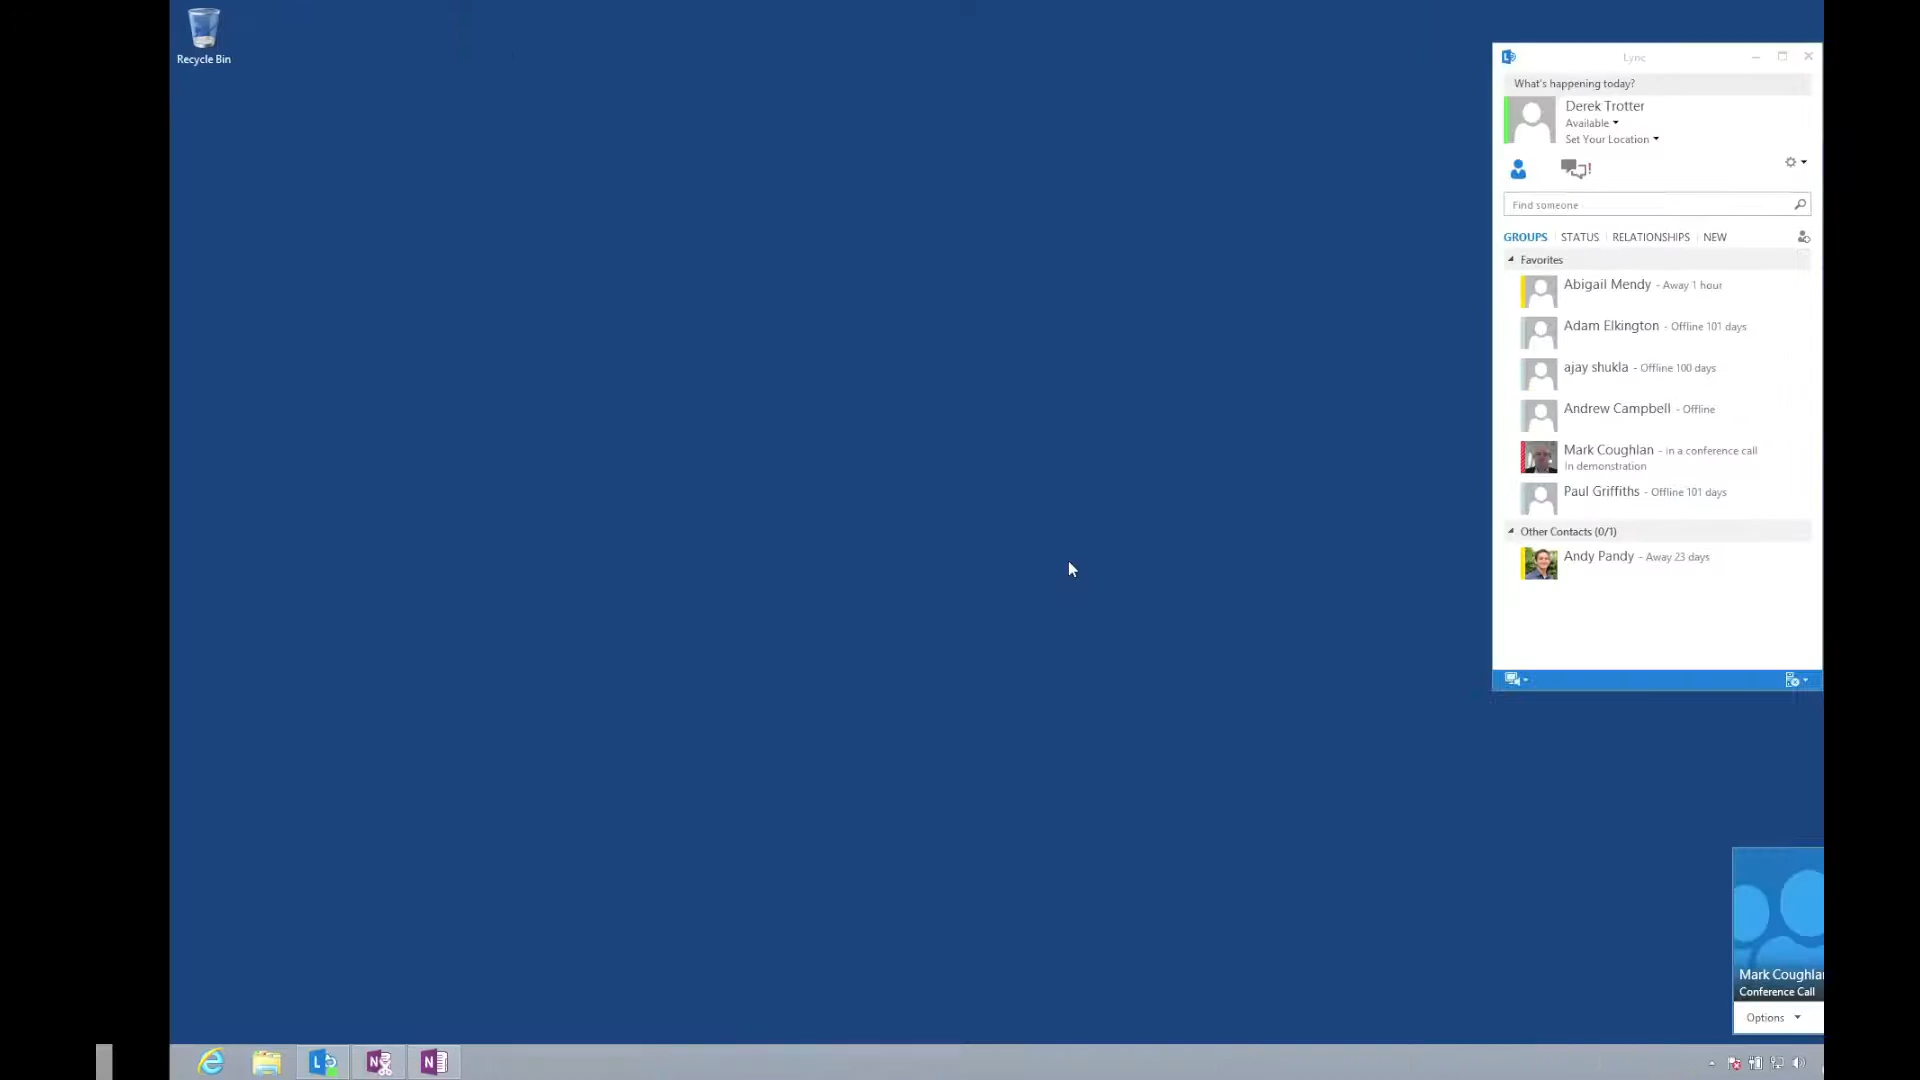 Recycle Bin
Lync
What's happening today?
Derek Trotter
Available
Set Your Location
Find someone
GROUPS STATUS RELATIONSHIPS NEW
Favorites
Abigail Mendy - Away 1 hour
Adam Elkington - Offline 101 days
ajay shukla - Offline 100 days
Andrew Campbell - Offline
Mark Coughlan - in a conference call
In demonstration
Paul Griffiths - Offline 101 days
Other Contacts (0/1)
Andy Pandy - Away 23 days
Mark Coughlan
Conference Call
Options